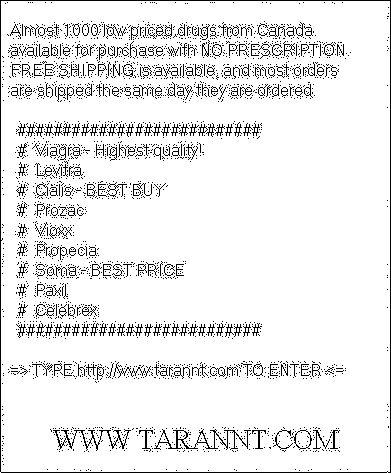 Almost 1000 low priced drugs from Canada
available for purchase with NO PRESCRIPTION.
FREE SHIPPING is available, and most orders
are shipped the same day they are ordered.
#########################
# Viagra - Highest quality!
# Levitra
# Cialis - BEST BUY
# Prozac
# Vioxx
# Propecia
# Soma - BEST PRICE
# Paxil
# Celebrex
#########################
=> TYPE http://www.tarannt.com TO ENTER <=
WWW TARANNT.COM